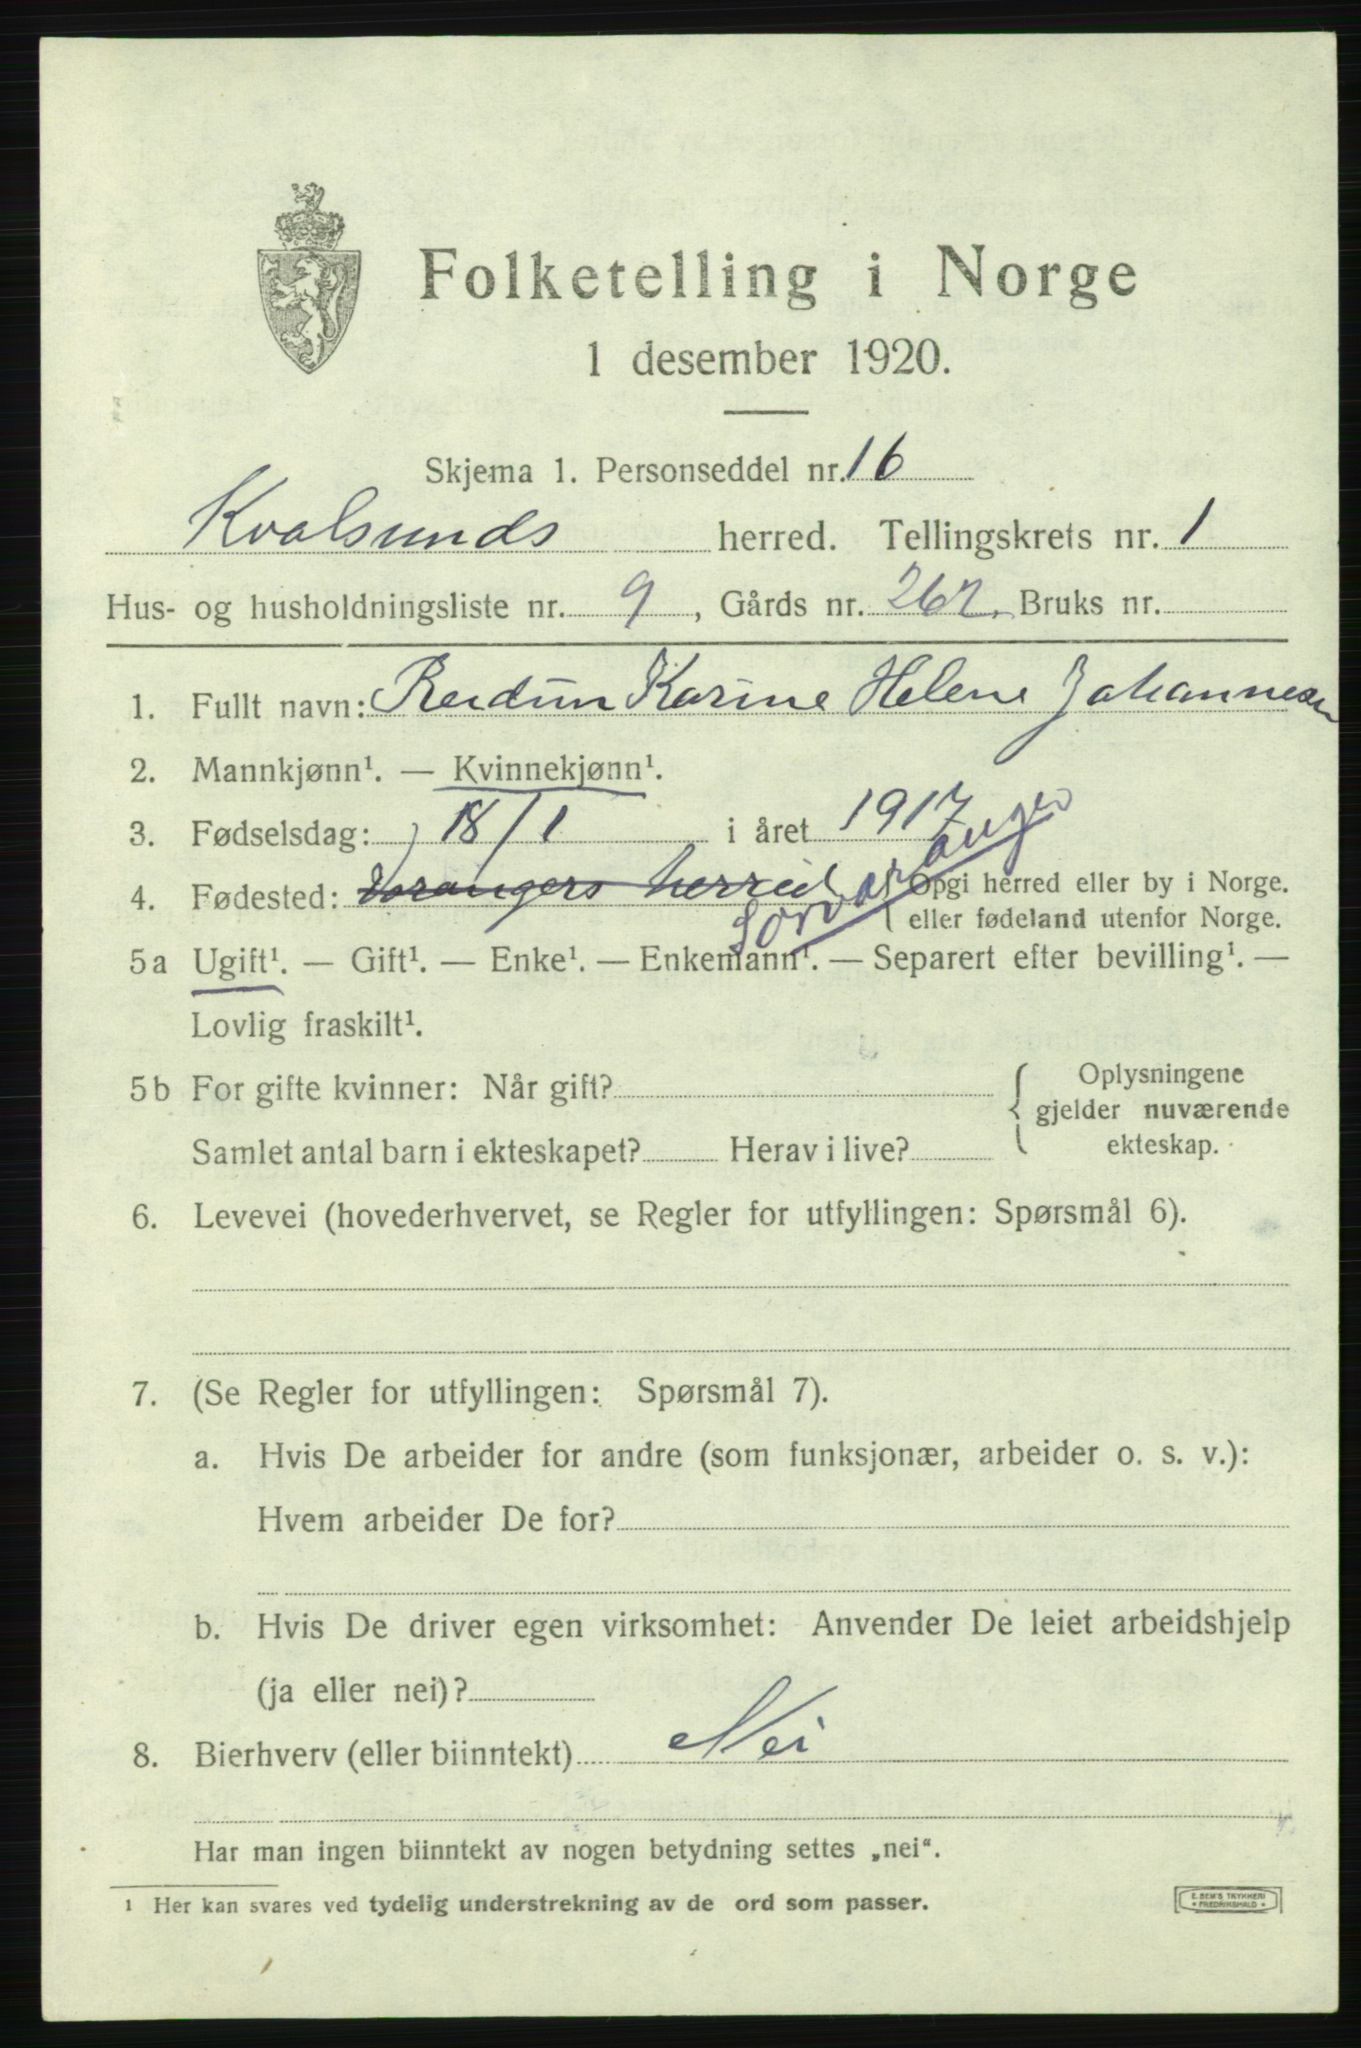 Folketelling i Norge
1 desember 1920.
Skjema 1. Personseddel nr. 16
Kvalsunds herred. Tellingskrets nr. 1
Hus- og husholdningsliste nr. 9, Gårds nr. 262. Bruks nr.
1. Fullt navn: Reidun Karine Helene Johannesen
2. Mannkjønn¹. — Kvinnekjønn¹.
3. Fødselsdag: 18/1 i året 1917
4. Fødested: Varangers herred Sørvaranger Opgi herred eller by i Norge.
eller fødeland utenfor Norge.
5a Ugift¹. — Gift¹. — Enke¹. — Enkemann¹. — Separert efter bevilling¹. —
Lovlig fraskilt¹.
5b For gifte kvinner: Når gift? Oplysningene
gjelder nuværende
Samlet antal barn i ekteskapet? Herav i live? ekteskap.
6. Levevei (hovederhvervet, se Regler for utfyllingen: Spørsmål 6).
7. (Se Regler for utfyllingen: Spørsmål 7).
a. Hvis De arbeider for andre (som funksjonær, arbeider o. s. v.):
Hvem arbeider De for?
b. Hvis De driver egen virksomhet: Anvender De leiet arbeidshjelp
(ja eller nei)?
8. Bierhverv (eller biinntekt) Nei
Har man ingen biinntekt av nogen betydning settes „nei“.
¹ Her kan svares ved tydelig understrekning av de ord som passer.
E. SEM'S TRYKKERI
FREDRIKSHALD